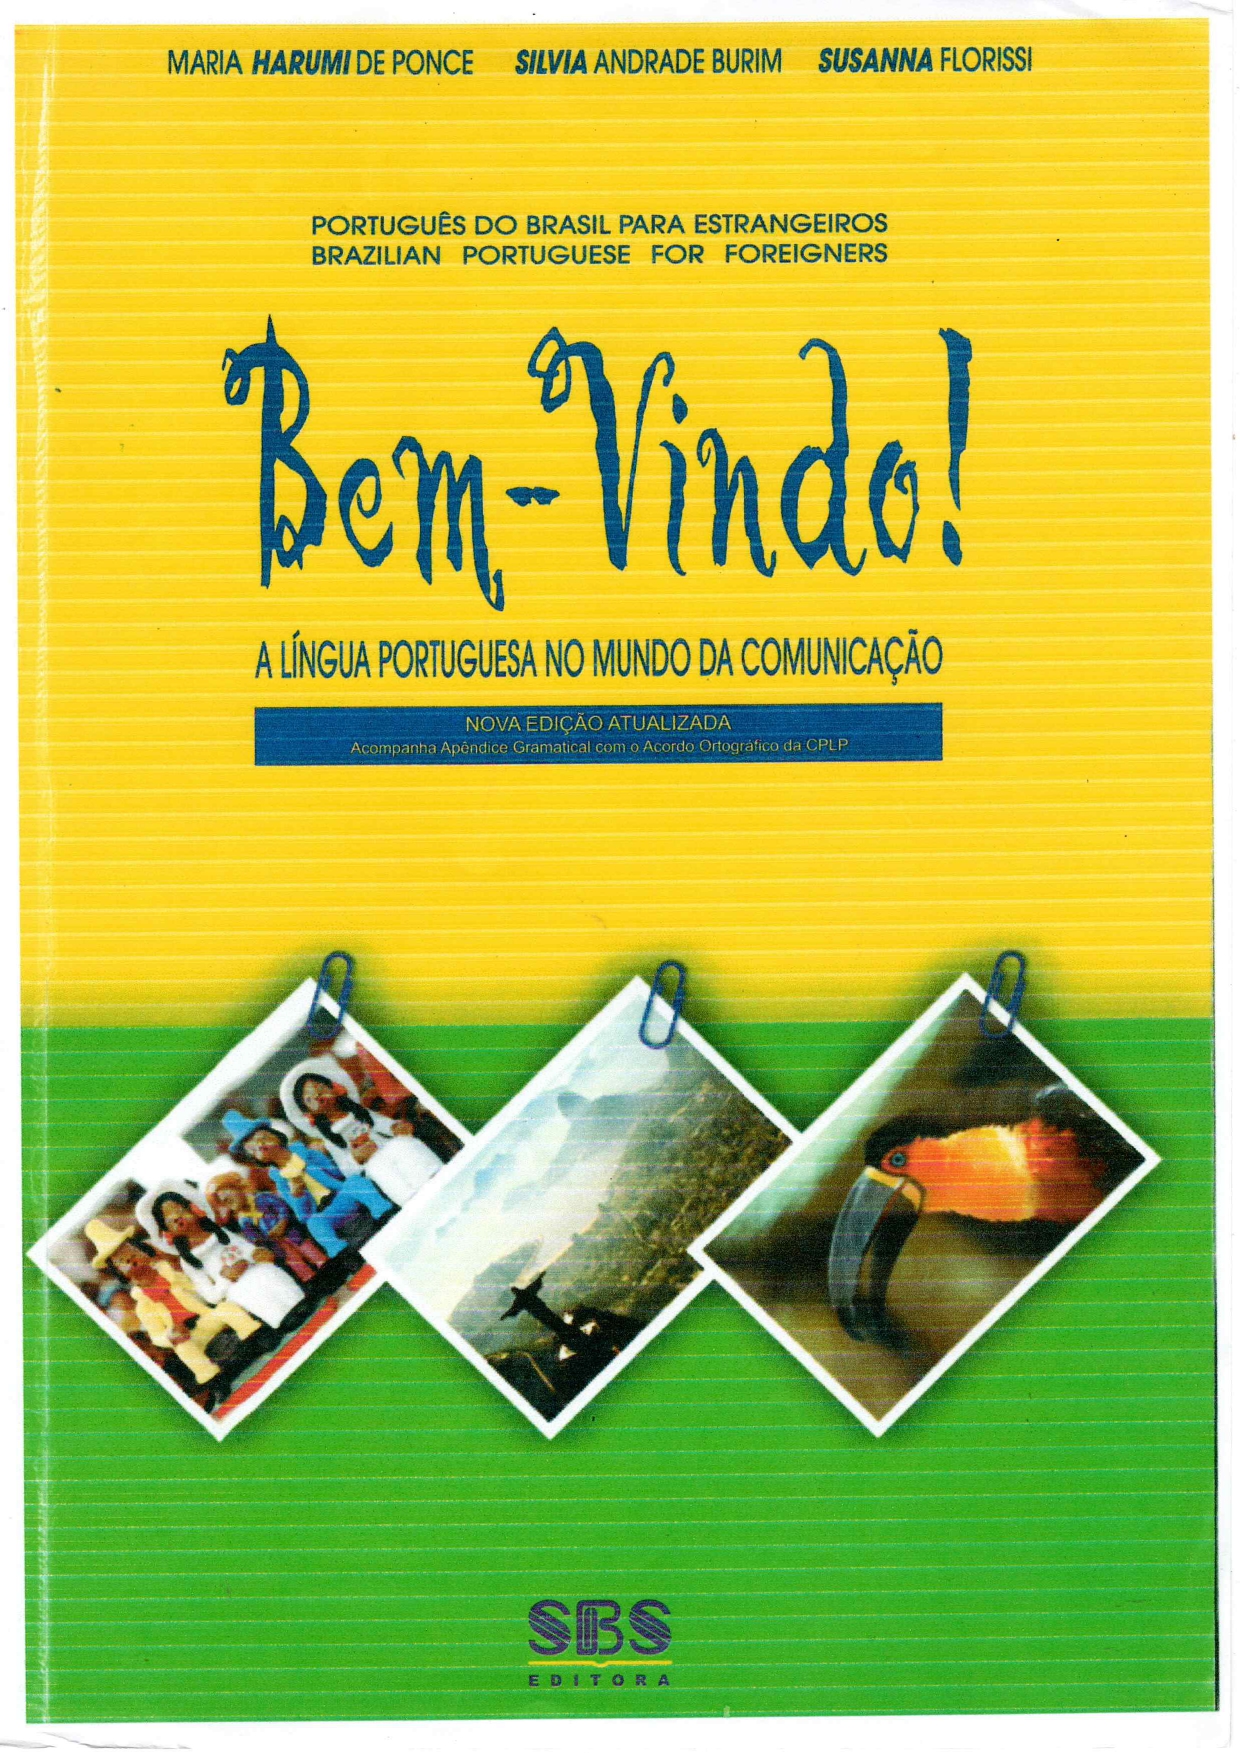 MARIA HARUMI DE PONCE SILVIA ANDRADE BURIM SUSANNA FLORISSI
PORTUGUÊS DO BRASIL PARA ESTRANGEIROS
BRAZILIAN PORTUGUESE FOR FOREIGNERS
Bem-Vindo!
A LÍNGUA PORTUGUESA NO MUNDO DA COMUNICAÇÃO
NOVA EDIÇÃO ATUALIZADA
Acompanha Apêndice Gramatical com o Acordo Ortográfico da CPLP
SBS
EDITORA